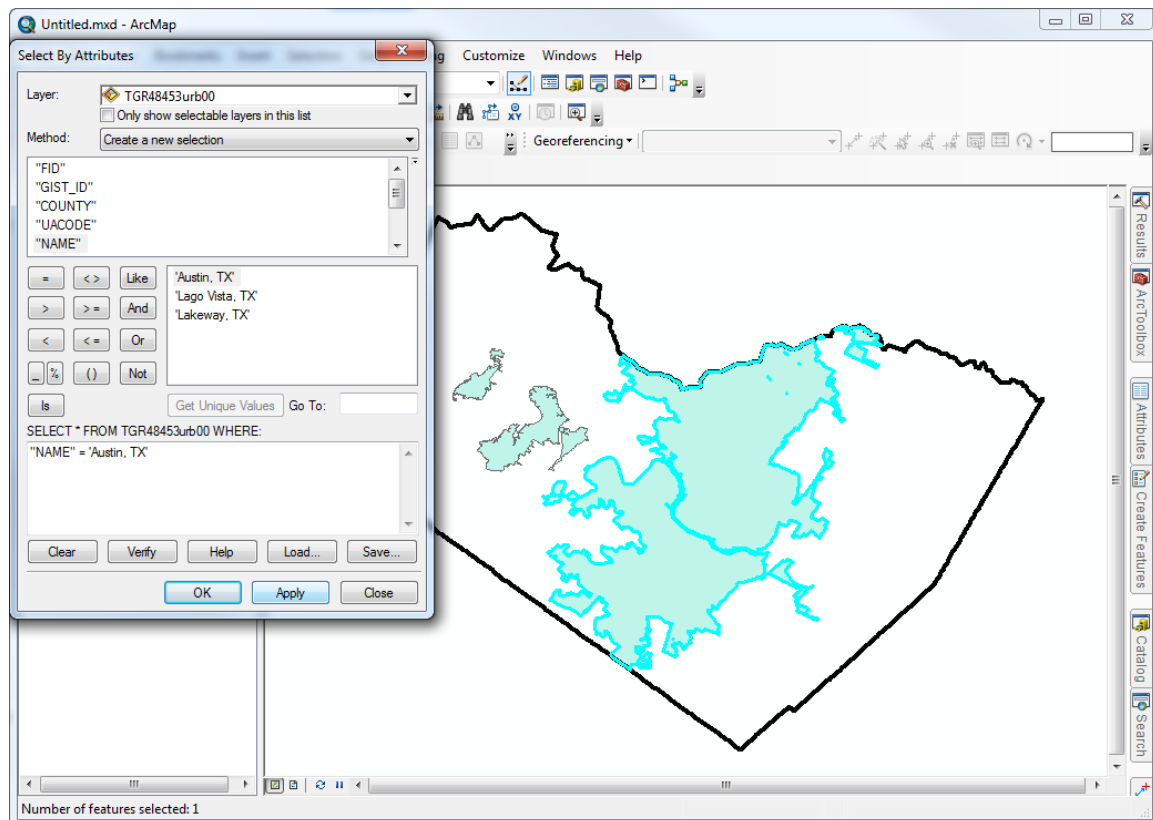 Untitled.mxd - ArcMap
Select By Attributes
Customize Windows Help
Layer:
TGR48453urb00
Only show selectable layers in this list
Method:
Create a new selection
Georeferencing
"FID"
"GIST_ID"
"COUNTY"
"UACODE"
"NAME"
= < > Like
> > = And
< < = Or
_ % ( ) Not
Is
'Austin, TX'
'Lago Vista, TX'
'Lakeway, TX'
Get Unique Values Go To:
SELECT * FROM TGR48453urb00 WHERE:
"NAME" = 'Austin, TX'
Clear Verify Help Load... Save...
OK Apply Close
Results
ArcToolbox
Attributes
Create Features
Catalog
Search
Number of features selected: 1